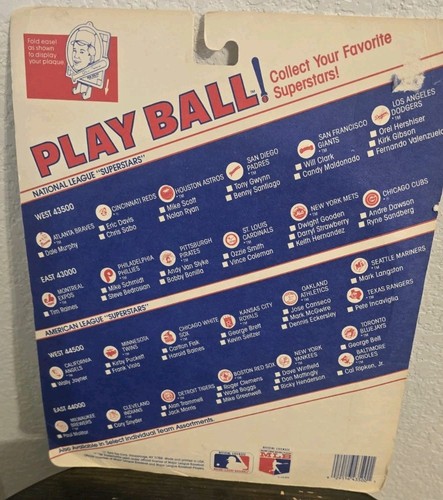 Fold easel
as shown
to display
your plaque.
PLAY BALL!
TM
Collect Your Favorite
Superstars!
NATIONAL LEAGUE "SUPERSTARS"
WEST 43500
ATLANTA BRAVES
Dale Murphy
CINCINNATI REDS
Eric Davis
Chris Sabo
HOUSTON ASTROS
Mike Scott
Nolan Ryan
SAN DIEGO
PADRES
Tony Gwynn
Benny Santiago
SAN FRANCISCO
GIANTS
Will Clark
Candy Maldonado
LOS ANGELES
DODGERS
Orel Hershiser
Kirk Gibson
Fernando Valenzuela
EAST 43000
MONTREAL
EXPOS
Tim Raines
PHILADELPHIA
PHILLIES
Mike Schmidt
Steve Bedrosian
PITTSBURGH
PIRATES
Andy Van Slyke
Bobby Bonilla
ST. LOUIS
CARDINALS
Ozzie Smith
Vince Coleman
NEW YORK METS
Dwight Gooden
Darryl Strawberry
Keith Hernandez
CHICAGO CUBS
Andre Dawson
Ryne Sandberg
AMERICAN LEAGUE "SUPERSTARS"
WEST 44500
CALIFORNIA
ANGELS
Wally Joyner
MINNESOTA
TWINS
Kirby Puckett
Frank Viola
CHICAGO WHITE
SOX
Carlton Fisk
Harold Baines
KANSAS CITY
ROYALS
George Brett
Kevin Seitzer
OAKLAND
ATHLETICS
Jose Canseco
Mark McGwire
Dennis Eckersley
SEATTLE MARINERS
Mark Langston
TEXAS RANGERS
Pete Incaviglia
EAST 44000
MILWAUKEE
BREWERS
Paul Molitor
CLEVELAND
INDIANS
Cory Snyder
DETROIT TIGERS
Alan Trammell
Jack Morris
BOSTON RED SOX
Roger Clemens
Wade Boggs
Mike Greenwell
NEW YORK
YANKEES
Dave Winfield
Don Mattingly
Ricky Henderson
TORONTO
BLUEJAYS
George Bell
BALTIMORE
ORIOLES
Cal Ripken, Jr.
Also Available in Select Individual Team Assortments.
MLB